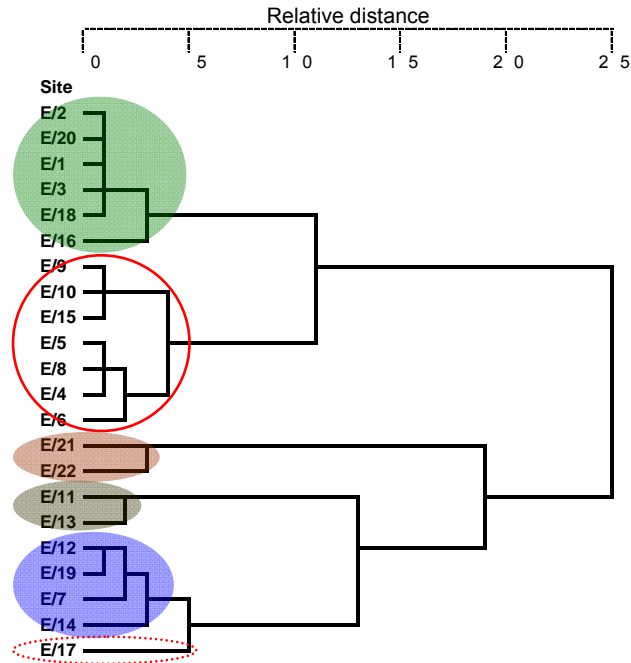 Relative distance
0 5 1 0 1 5 2 0 2 5
Site
E/2
E/20
E/1
E/3
E/18
E/16
E/9
E/10
E/15
E/5
E/8
E/4
E/6
E/21
E/22
E/11
E/13
E/12
E/19
E/7
E/14
E/17